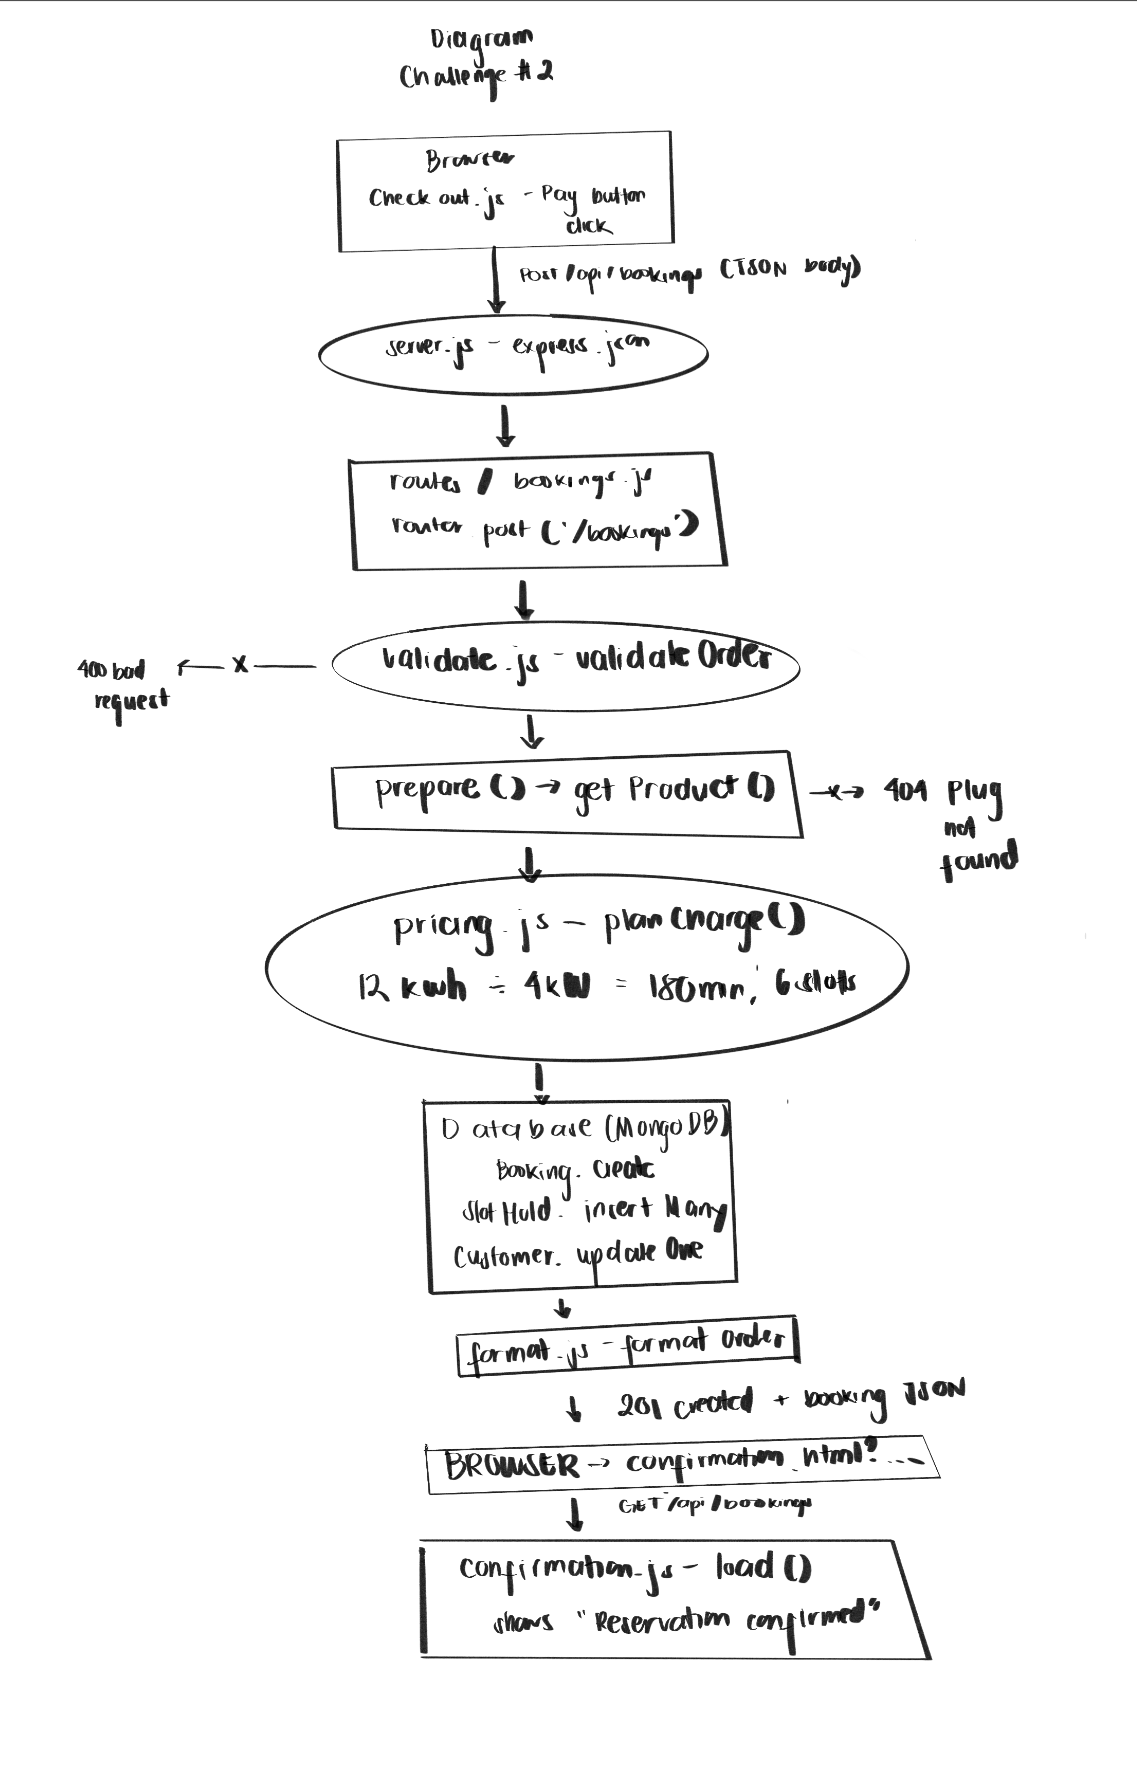 Diagram
Challenge #2
Browser
Check out.js - Pay button
click
Post /api/bookings (JSON body)
server.js - express.json
routes / bookings.js
router post ('/bookings')
validate.js - validate Order
400 bad
request
x
prepare () → get Product ()
x
404 Plug
not
found
pricing.js - plan Charge ()
12 kwh ÷ 4kW = 180mn, 6 slots
Database (MongoDB)
Booking. create
Slot Hold. insert Many
Customer. update One
format.js - format Order
201 created + booking JSON
BROWSER → confirmation.html?...
GET /api/bookings
confirmation.js - load ()
shows "Reservation confirmed"